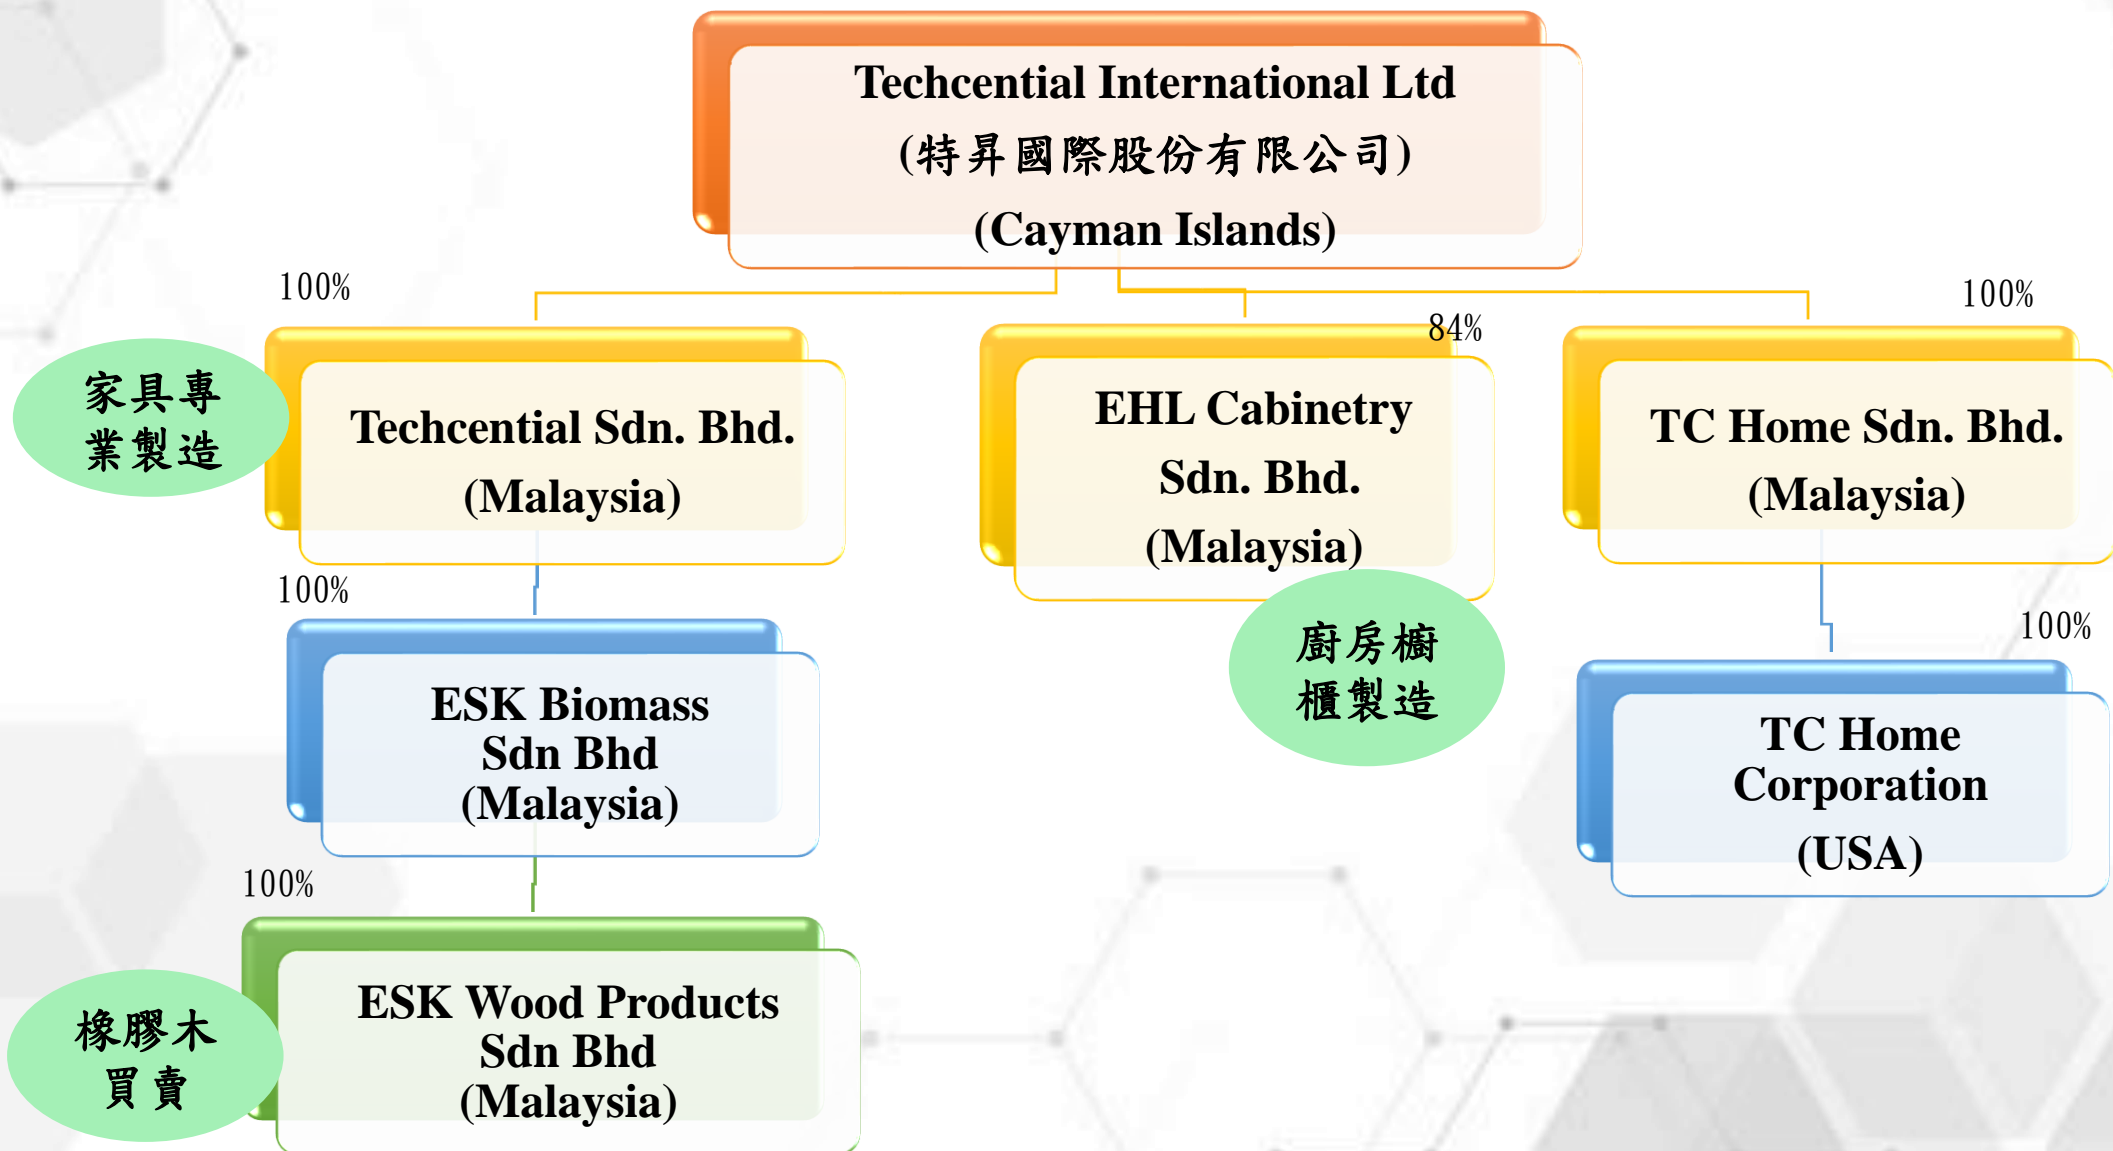 Techcential International Ltd
(特昇國際股份有限公司)
(Cayman Islands)
100%
84%
100%
家具專
業製造
Techcential Sdn. Bhd.
(Malaysia)
EHL Cabinetry
Sdn. Bhd.
(Malaysia)
TC Home Sdn. Bhd.
(Malaysia)
廚房櫥
櫃製造
100%
ESK Biomass
Sdn Bhd
(Malaysia)
100%
TC Home
Corporation
(USA)
100%
橡膠木
買賣
ESK Wood Products
Sdn Bhd
(Malaysia)